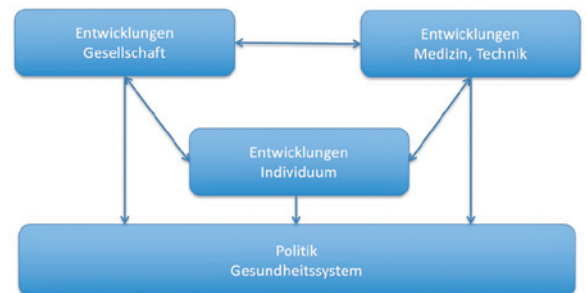 Entwicklungen
Gesellschaft
Entwicklungen
Medizin, Technik
Entwicklungen
Individuum
Politik
Gesundheitssystem